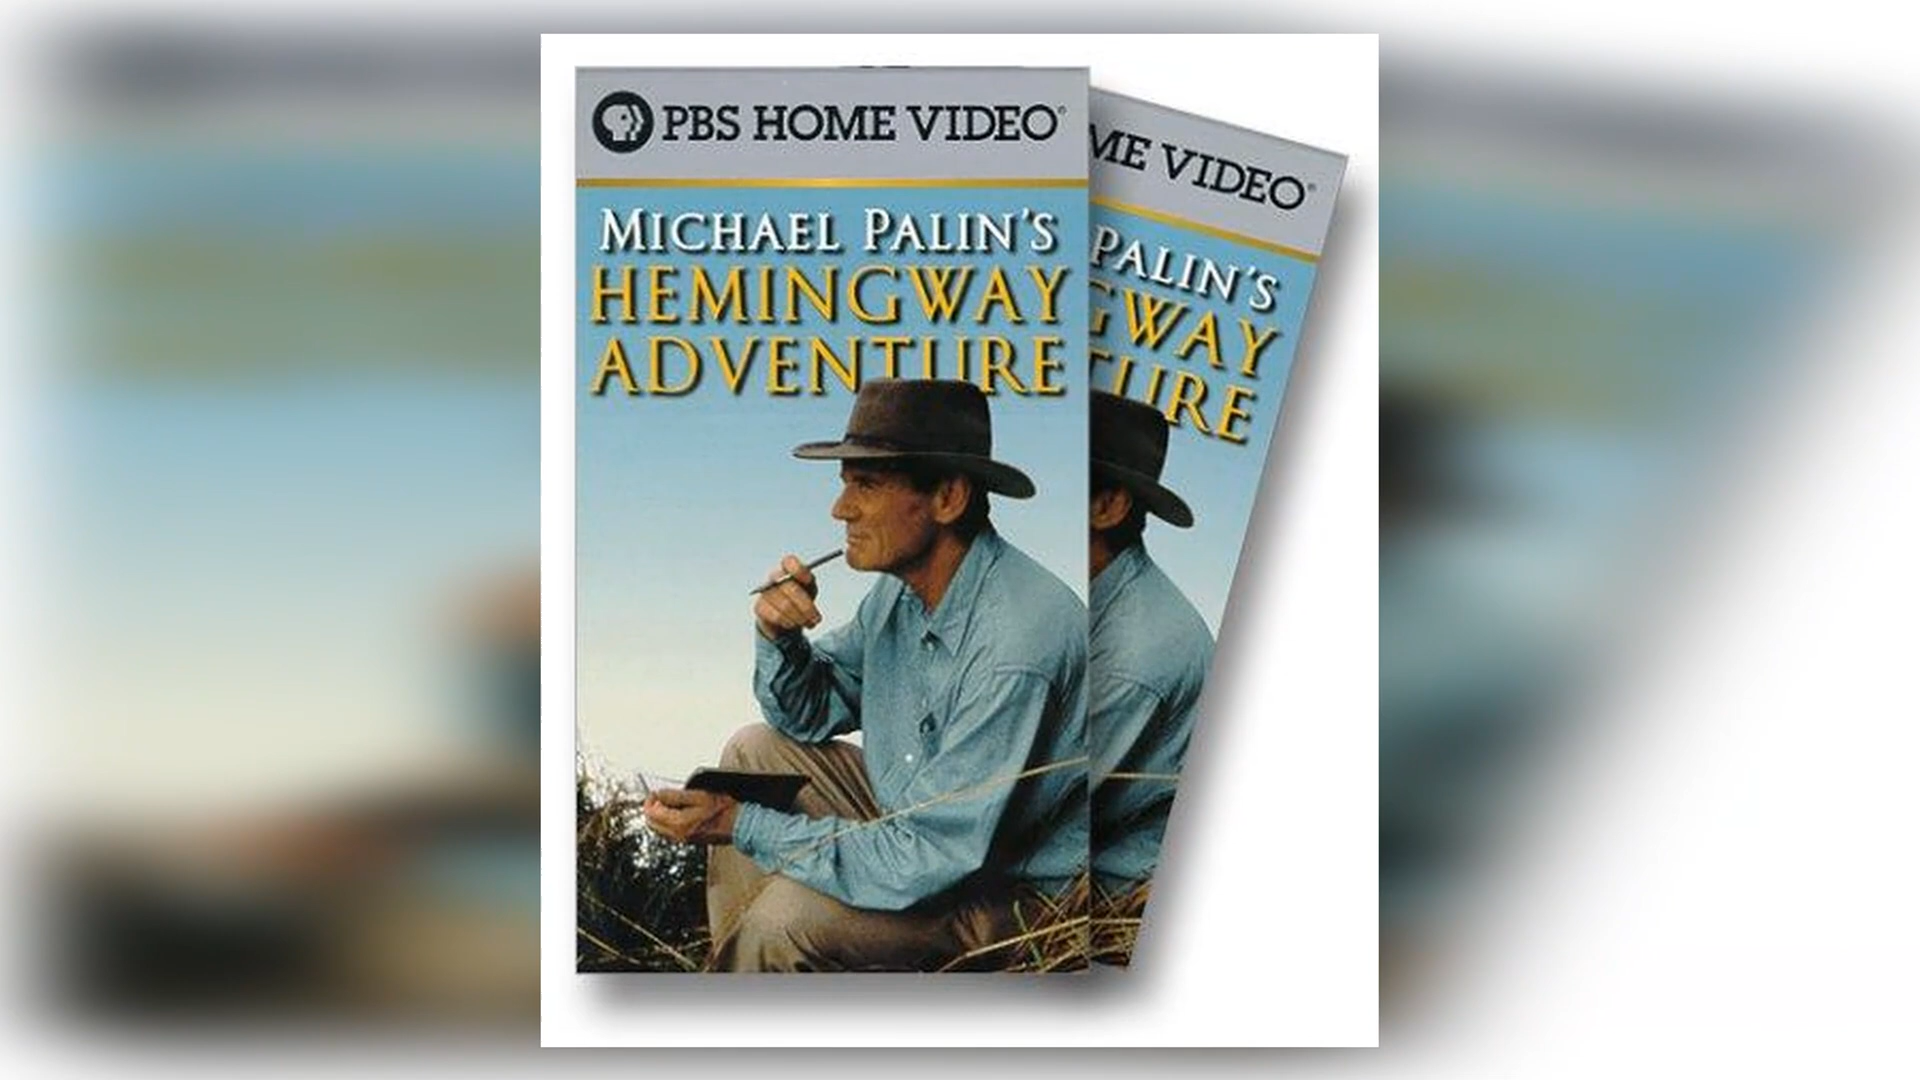 PBS HOME VIDEO®
MICHAEL PALIN'S
HEMINGWAY
ADVENTURE
ME VIDEO®
PALIN'S
GWAY
TURE